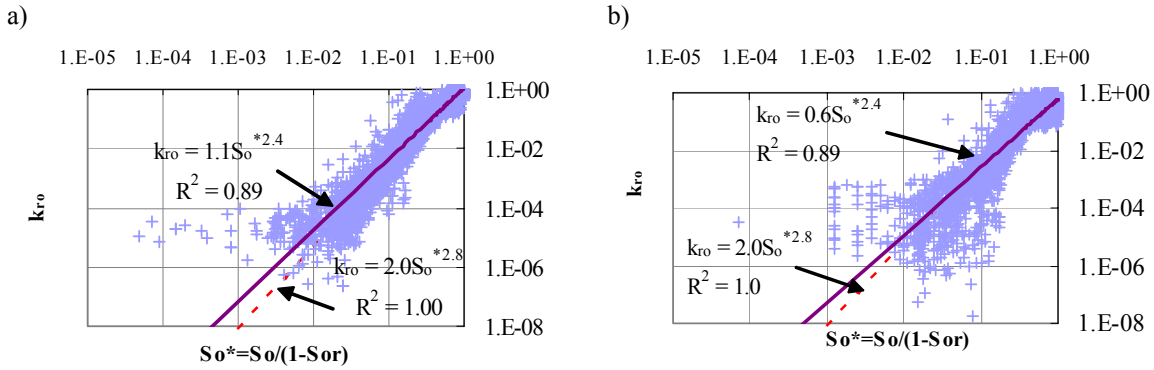 a)
1.E-05 1.E-04 1.E-03 1.E-02 1.E-01 1.E+00
1.E+00
1.E-02
1.E-04
1.E-06
1.E-08
kro
kro = 1.1So*2.4
R2 = 0.89
kro = 2.0So*2.8
R2 = 1.00
So*=So/(1-Sor)
b)
1.E-05 1.E-04 1.E-03 1.E-02 1.E-01 1.E+00
1.E+00
1.E-02
1.E-04
1.E-06
1.E-08
kro
kro = 0.6So*2.4
R2 = 0.89
kro = 2.0So*2.8
R2 = 1.0
So*=So/(1-Sor)